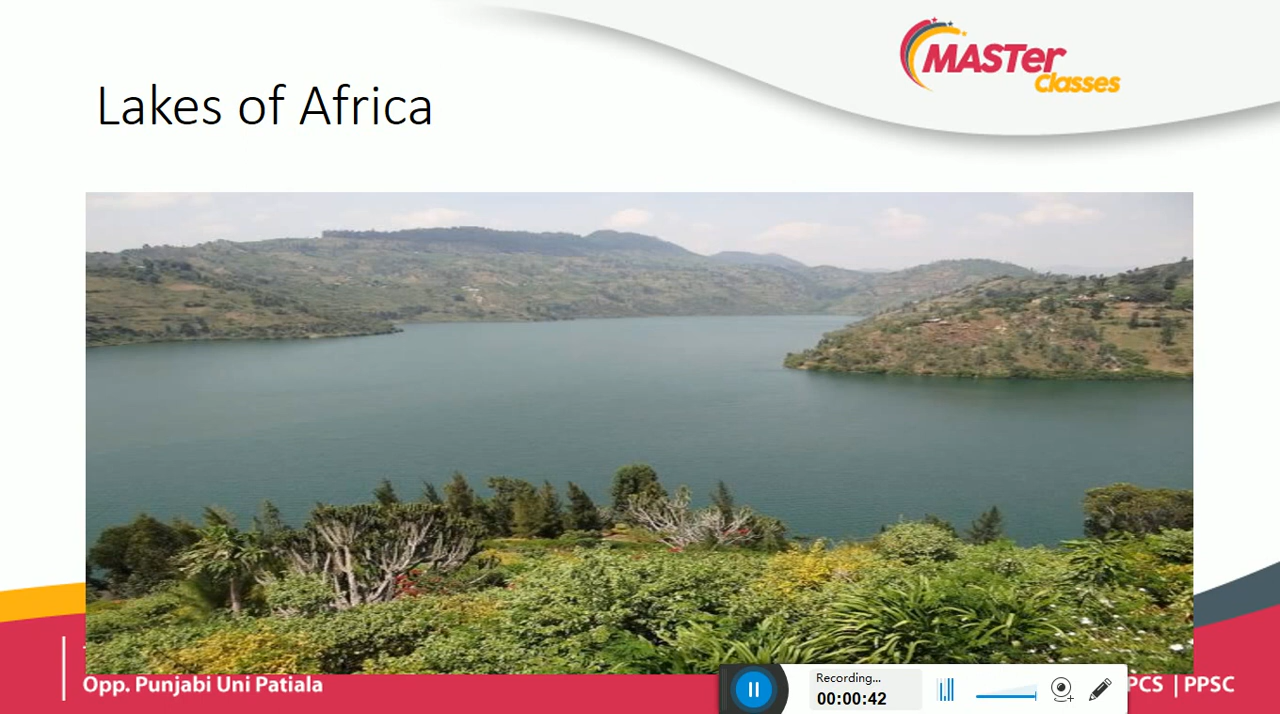 MASTer
Classes
Lakes of Africa
Opp. Punjabi Uni Patiala
Recording...
00:00:42
PCS | PPSC